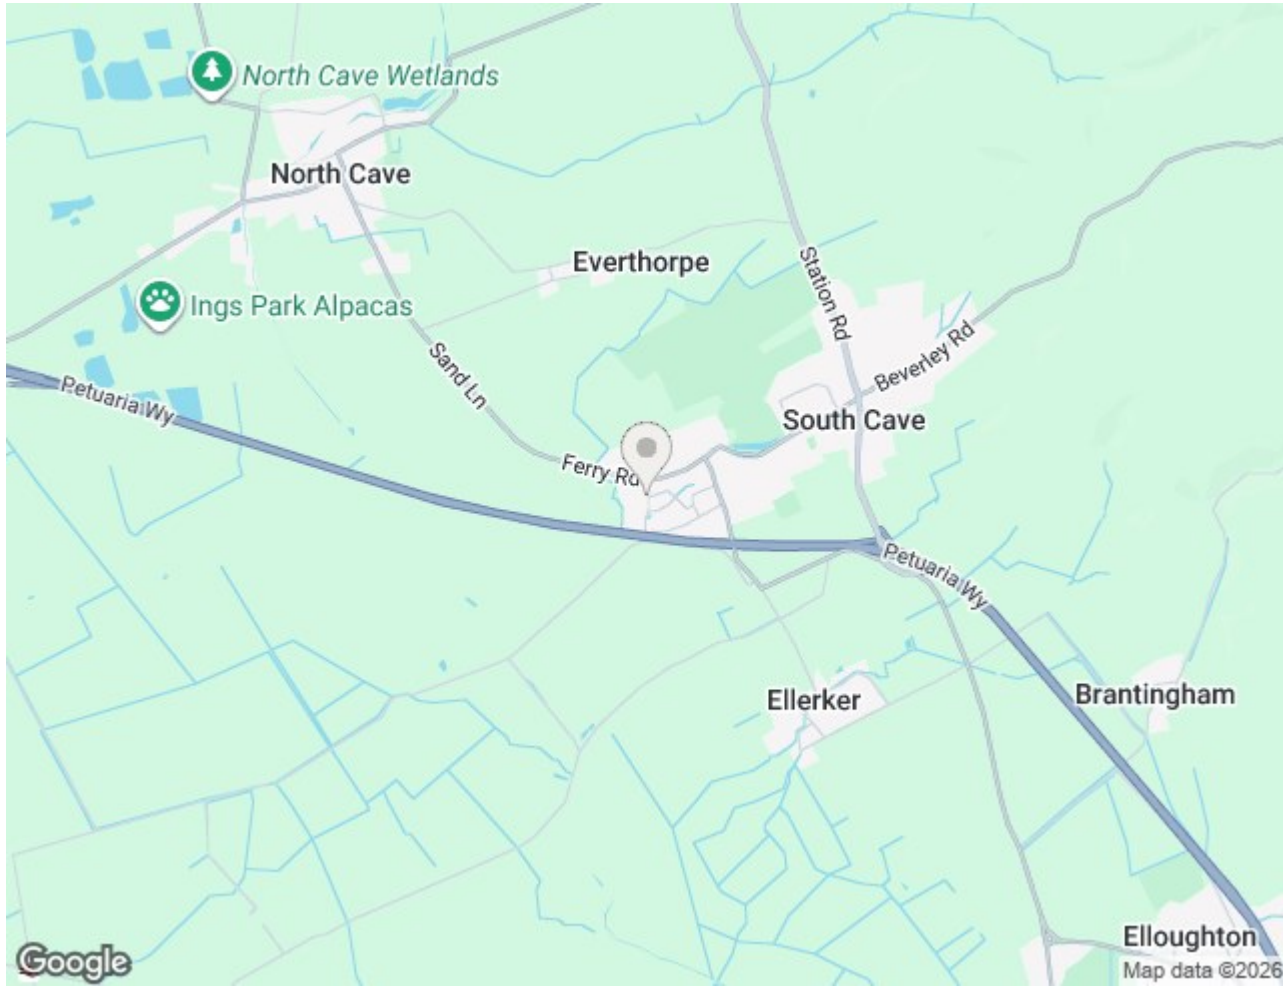 North Cave Wetlands
North Cave
Everthorpe
Station Rd
Ings Park Alpacas
Sand Ln
Beverley Rd
Petuaria Wy
South Cave
Ferry Rd
Petuaria Wy
Ellerker
Brantingham
Elloughton
Google
Map data ©2026